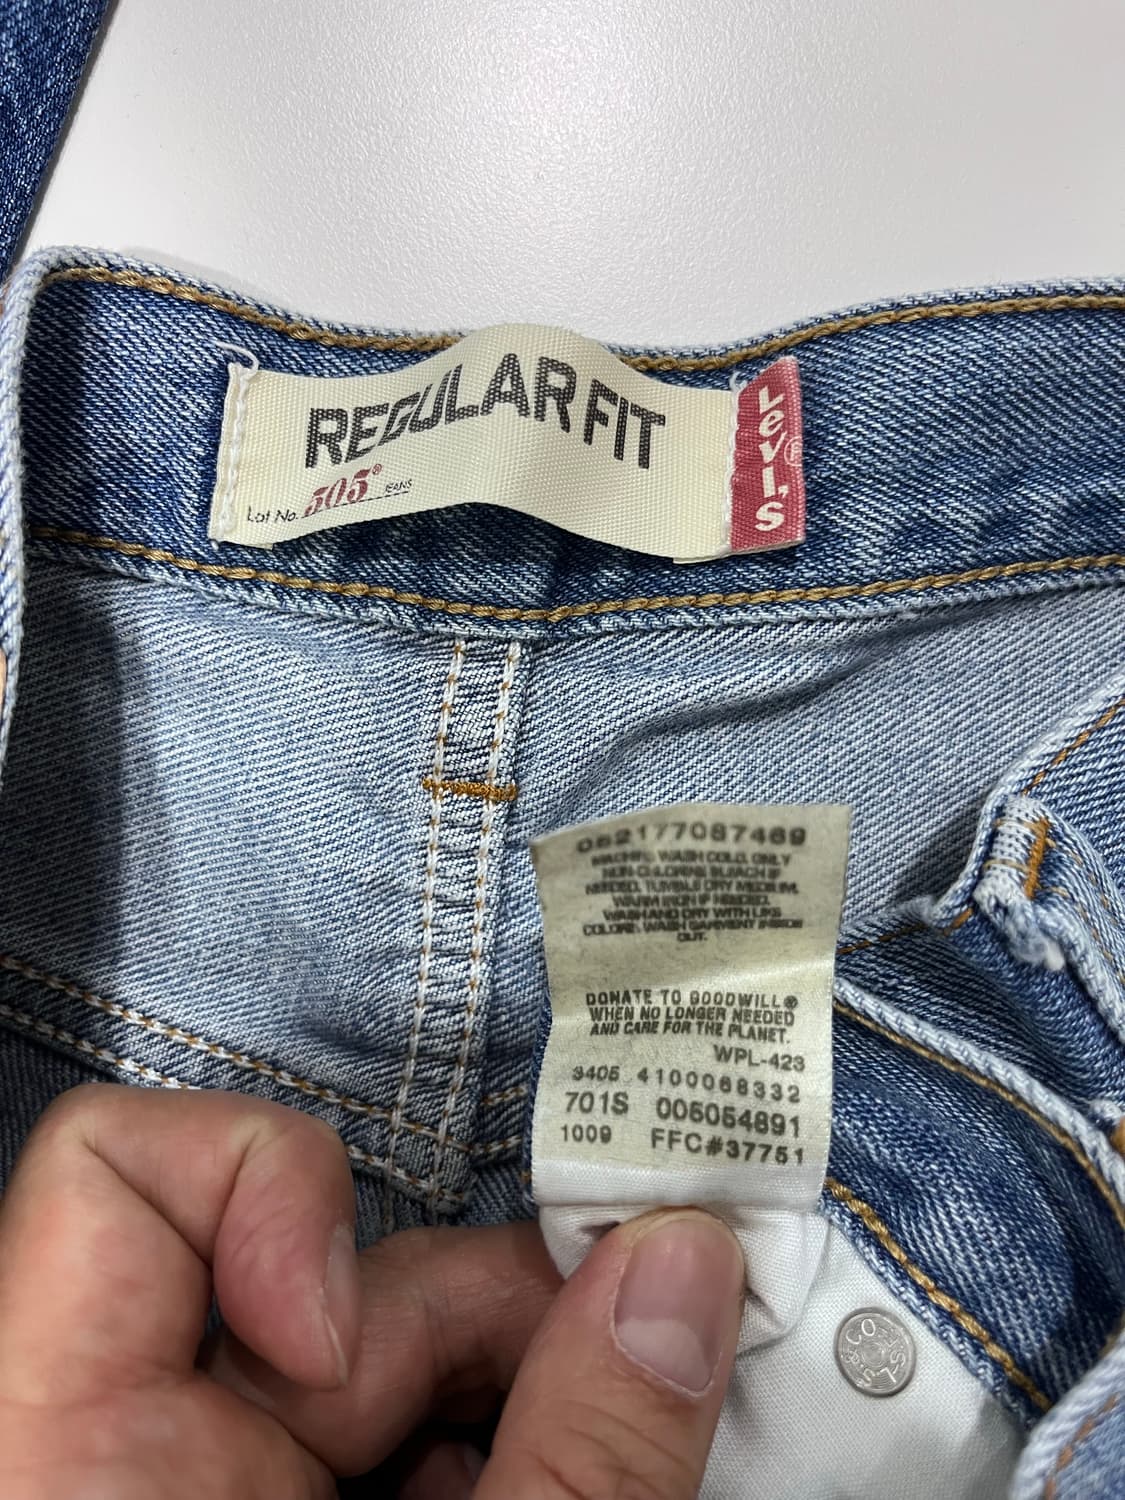 REGULAR FIT
Lot No. 505® JEANS
Levi's®
052177087469
MACHINE WASH COLD, ONLY
NON-CHLORINE BLEACH IF
NEEDED, TUMBLE DRY MEDIUM,
WARM IRON IF NEEDED.
WASH AND DRY WITH LIKE
COLORS. WASH GARMENT INSIDE
OUT.
DONATE TO GOODWILL®
WHEN NO LONGER NEEDED
AND CARE FOR THE PLANET.
WPL-423
3405 4100068332
701S 005054891
1009 FFC#37751